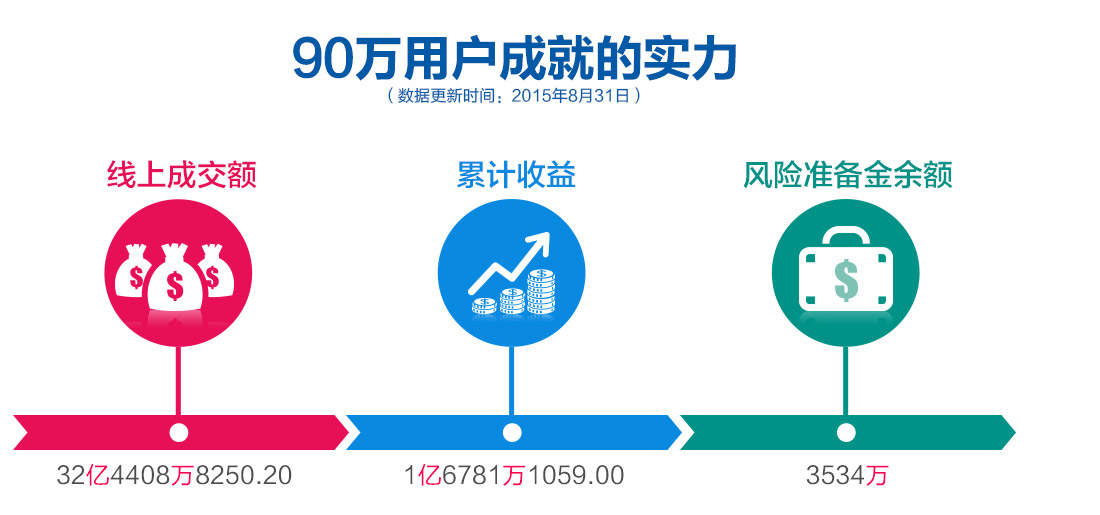 90万用户成就的实力
（数据更新时间：2015年8月31日）
线上成交额
累计收益
风险准备金余额
$ $ $
$
32亿4408万8250.20
1亿6781万1059.00
3534万